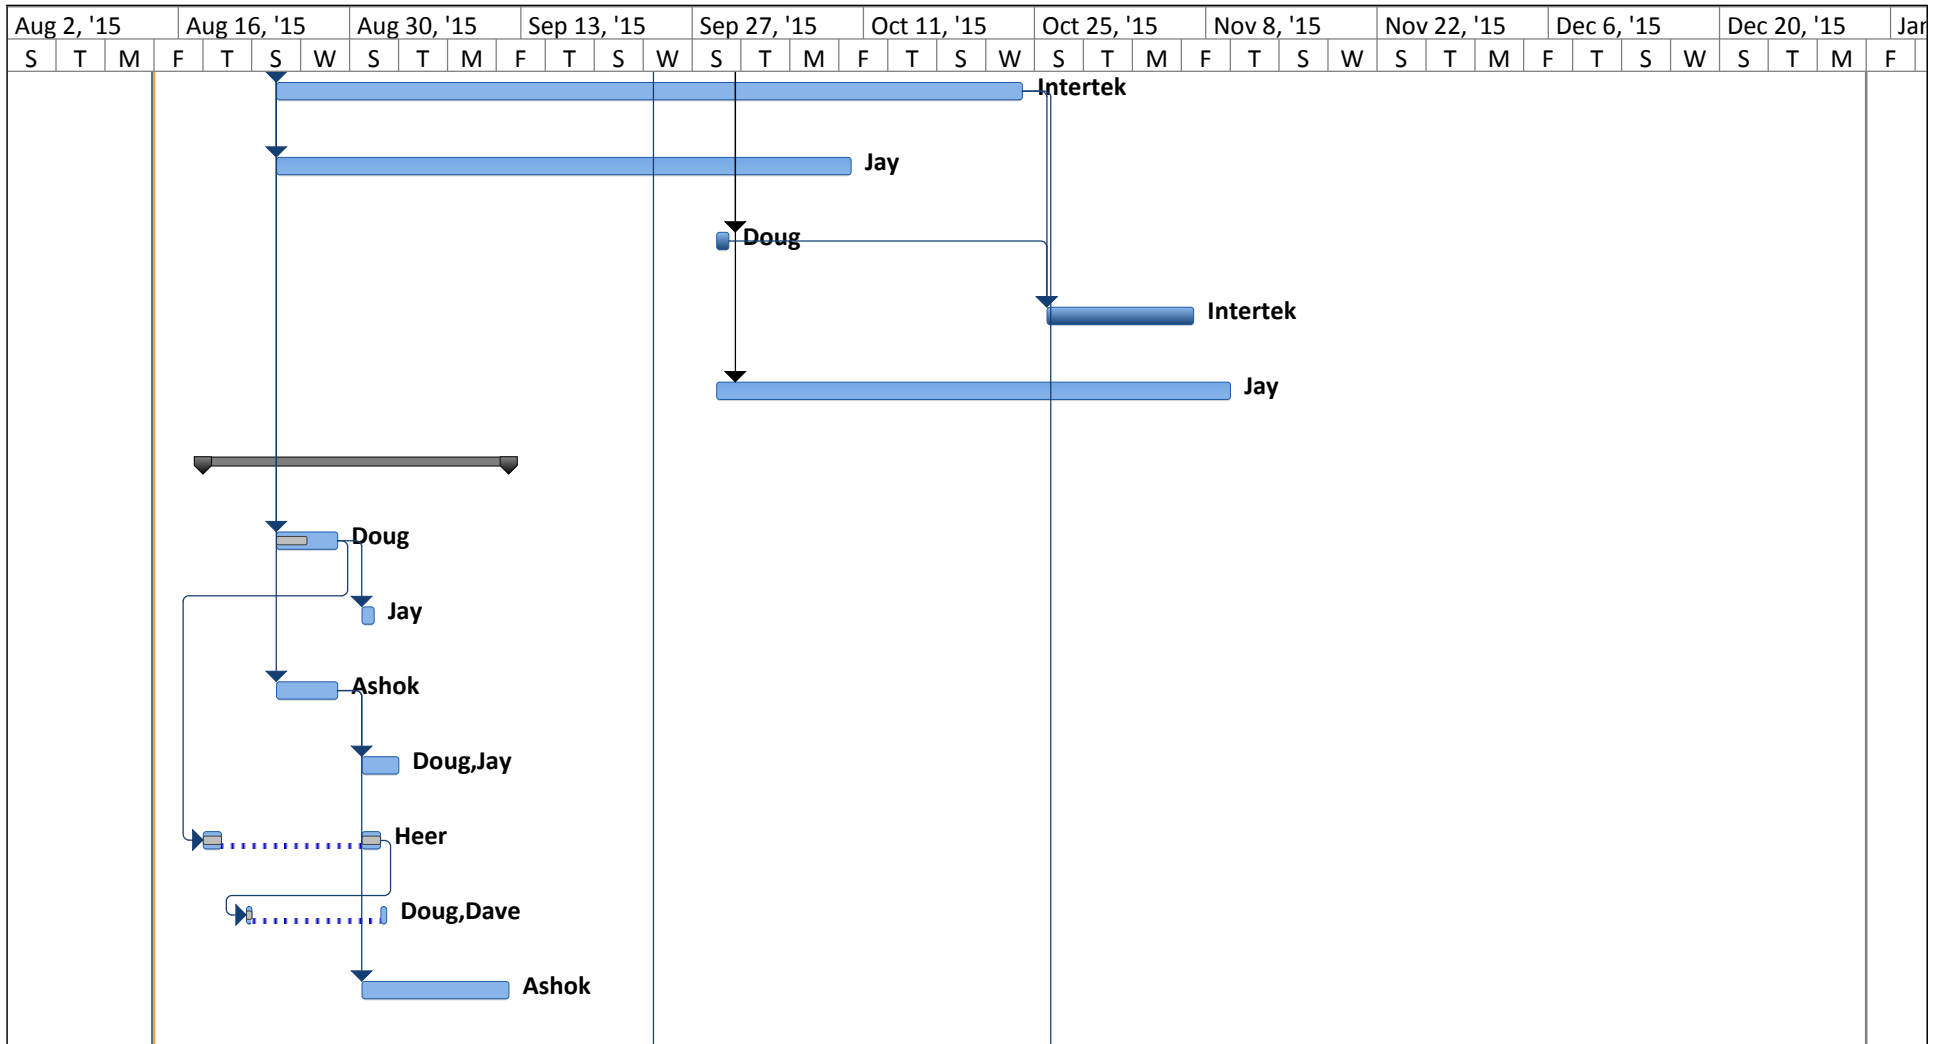 Aug 2, '15 Aug 16, '15 Aug 30, '15 Sep 13, '15 Sep 27, '15 Oct 11, '15 Oct 25, '15 Nov 8, '15 Nov 22, '15 Dec 6, '15 Dec 20, '15 Jan
S T M F T S W S T M F T S W S T M F T S W S T M F T S W S T M F T S W S T M F
Intertek
Jay
Doug
Intertek
Jay
Doug
Jay
Ashok
Doug,Jay
Heer
Doug,Dave
Ashok